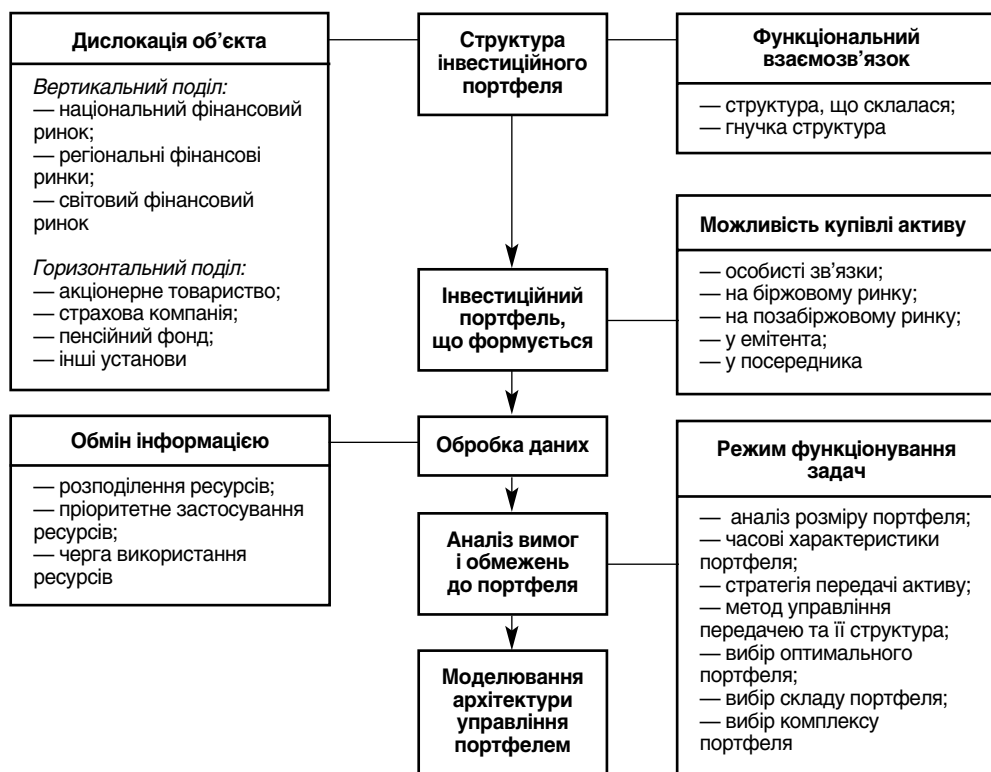 Дислокація об’єкта
Вертикальний поділ:
— національний фінансовий
ринок;
— регіональні фінансові
ринки;
— світовий фінансовий
ринок
Горизонтальний поділ:
— акціонерне товариство;
— страхова компанія;
— пенсійний фонд;
— інші установи
Структура
інвестиційного
портфеля
Функціональний
взаємозв’язок
— структура, що склалася;
— гнучка структура
Можливість купівлі активу
— особисті зв’язки;
— на біржовому ринку;
— на позабіржовому ринку;
— у емітента;
— у посередника
Інвестиційний
портфель,
що формується
Обмін інформацією
— розподілення ресурсів;
— пріоритетне застосування
ресурсів;
— черга використання
ресурсів
Обробка даних
Режим функціонування
задач
— аналіз розміру портфеля;
— часові характеристики
портфеля;
— стратегія передачі активу;
— метод управління
передачею та її структура;
— вибір оптимального
портфеля;
— вибір складу портфеля;
— вибір комплексу
портфеля
Аналіз вимог
і обмежень
до портфеля
Моделювання
архітектури
управління
портфелем